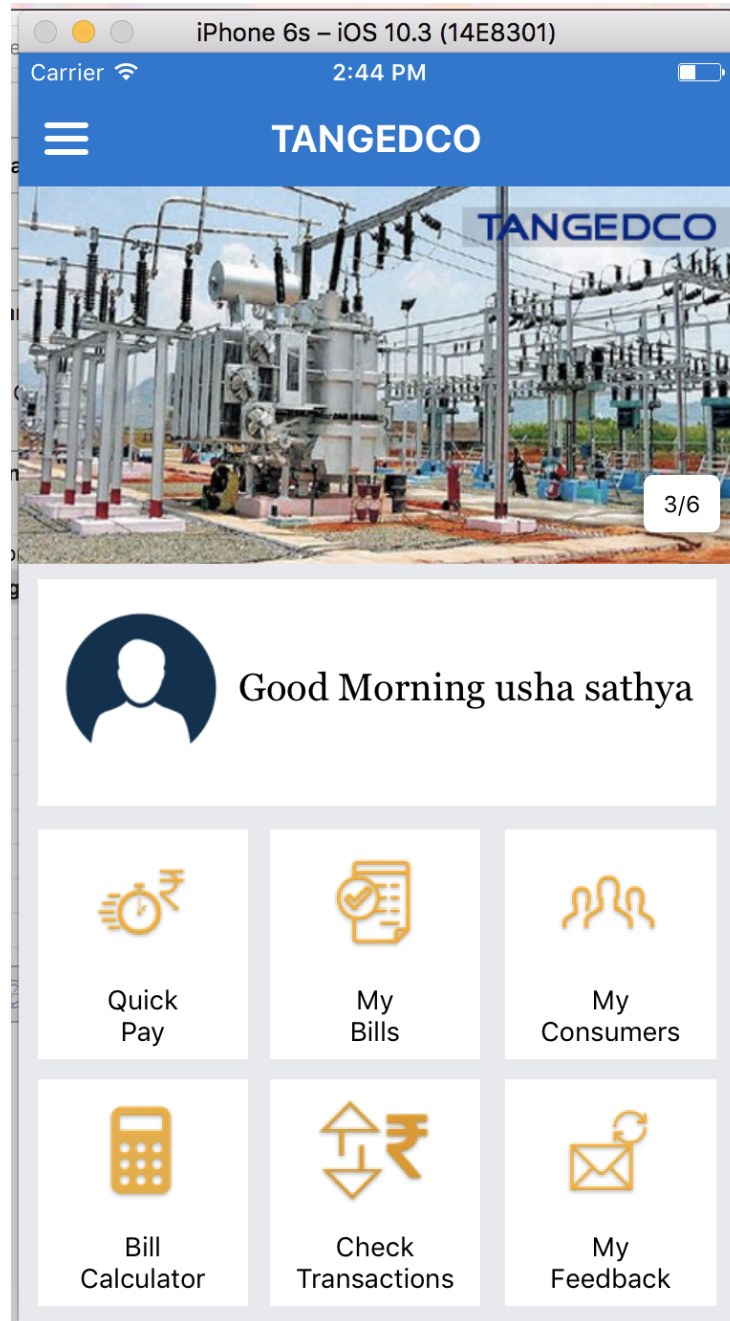 iPhone 6s – iOS 10.3 (14E8301)
Carrier 2:44 PM
TANGEDCO
TANGEDCO
3/6
Good Morning usha sathya
₹
Quick
Pay
My
Bills
My
Consumers
₹
Bill
Calculator
Check
Transactions
My
Feedback